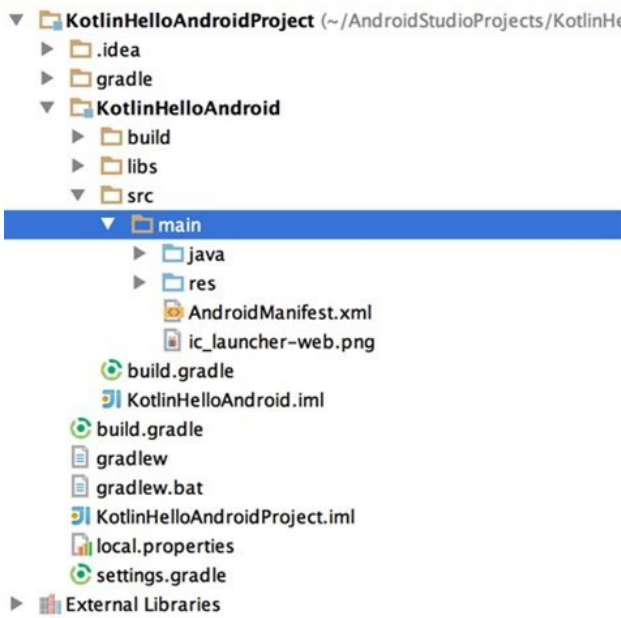 KotlinHelloAndroidProject (~/AndroidStudioProjects/KotlinHe
.idea
gradle
KotlinHelloAndroid
build
libs
src
main
java
res
AndroidManifest.xml
ic_launcher-web.png
build.gradle
KotlinHelloAndroid.iml
build.gradle
gradlew
gradlew.bat
KotlinHelloAndroidProject.iml
local.properties
settings.gradle
External Libraries